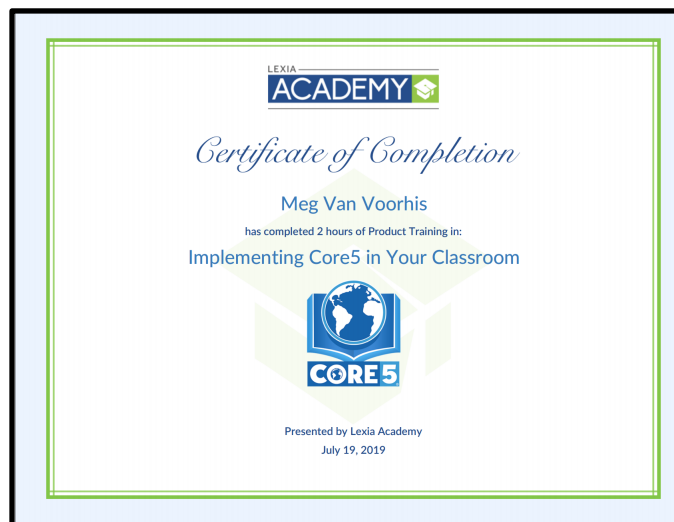 LEXIA
ACADEMY
Certificate of Completion
Meg Van Voorhis
has completed 2 hours of Product Training in:
Implementing Core5 in Your Classroom
CORE5
Presented by Lexia Academy
July 19, 2019